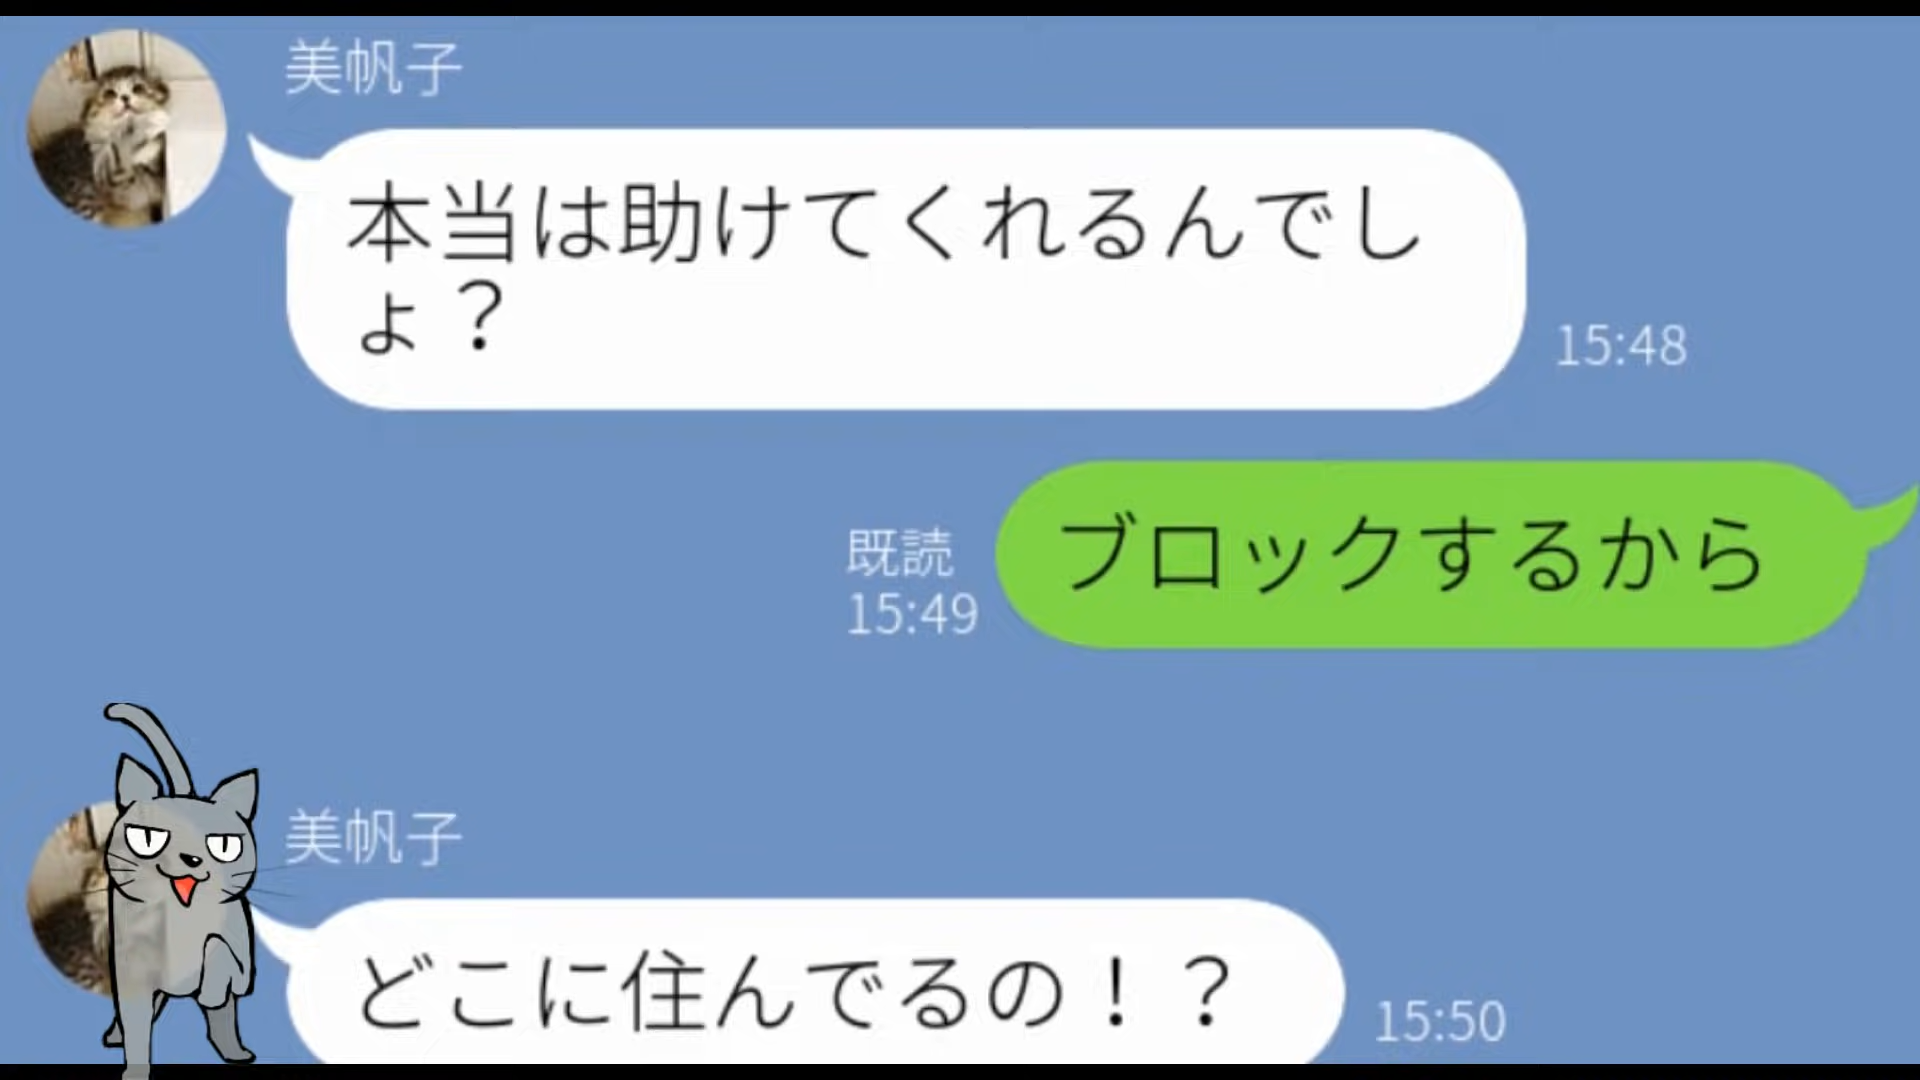 美帆子
本当は助けてくれるんでし
ょ？
15:48
ブロックするから
既読
15:49
美帆子
どこに住んでるの！？
15:50